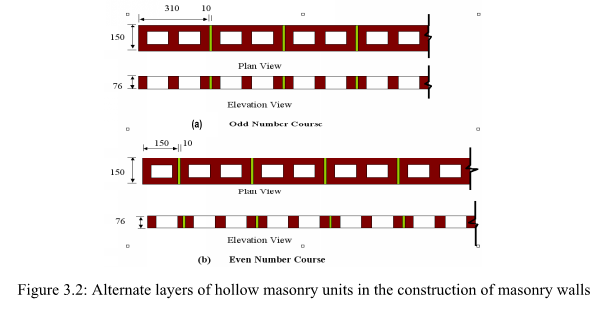 310 10
150
Plan View
76
Elevation View
(a) Odd Number Course
150 10
150
Plan View
76
Elevation View
(b) Even Number Course
Figure 3.2: Alternate layers of hollow masonry units in the construction of masonry walls